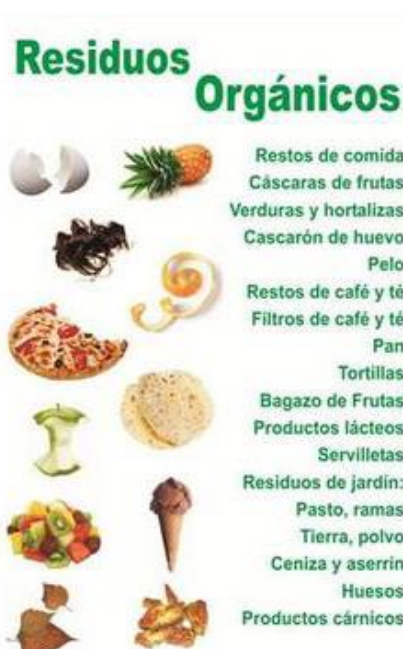 Residuos
Orgánicos
Restos de comida
Cáscaras de frutas
Verduras y hortalizas
Cascarón de huevo
Pelo
Restos de café y té
Filtros de café y té
Pan
Tortillas
Bagazo de Frutas
Productos lácteos
Servilletas
Residuos de jardín:
Pasto, ramas
Tierra, polvo
Ceniza y aserrín
Huesos
Productos cárnicos